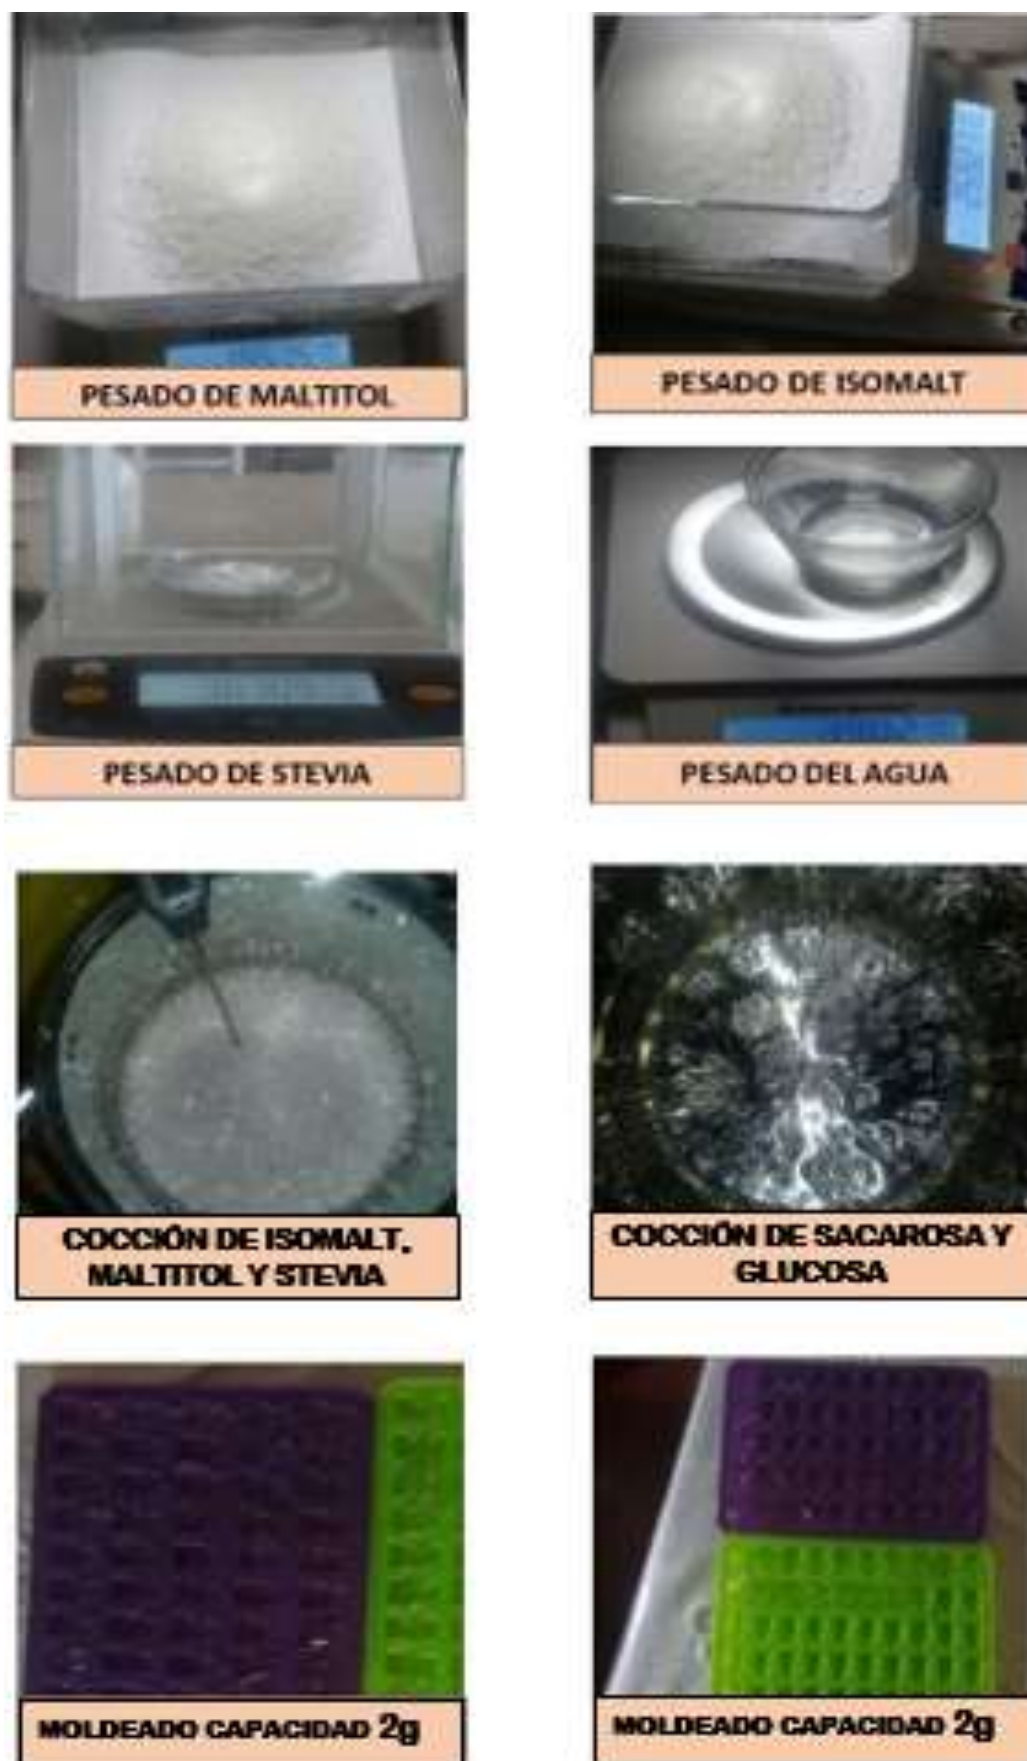 PESADO DE MALTITOL
PESADO DE ISOMALT
PESADO DE STEVIA
PESADO DEL AGUA
COCCIÓN DE ISOMALT,
MALTITOL Y STEVIA
COCCIÓN DE SACAROSA Y
GLUCOSA
MOLDEADO CAPACIDAD 2g
MOLDEADO CAPACIDAD 2g